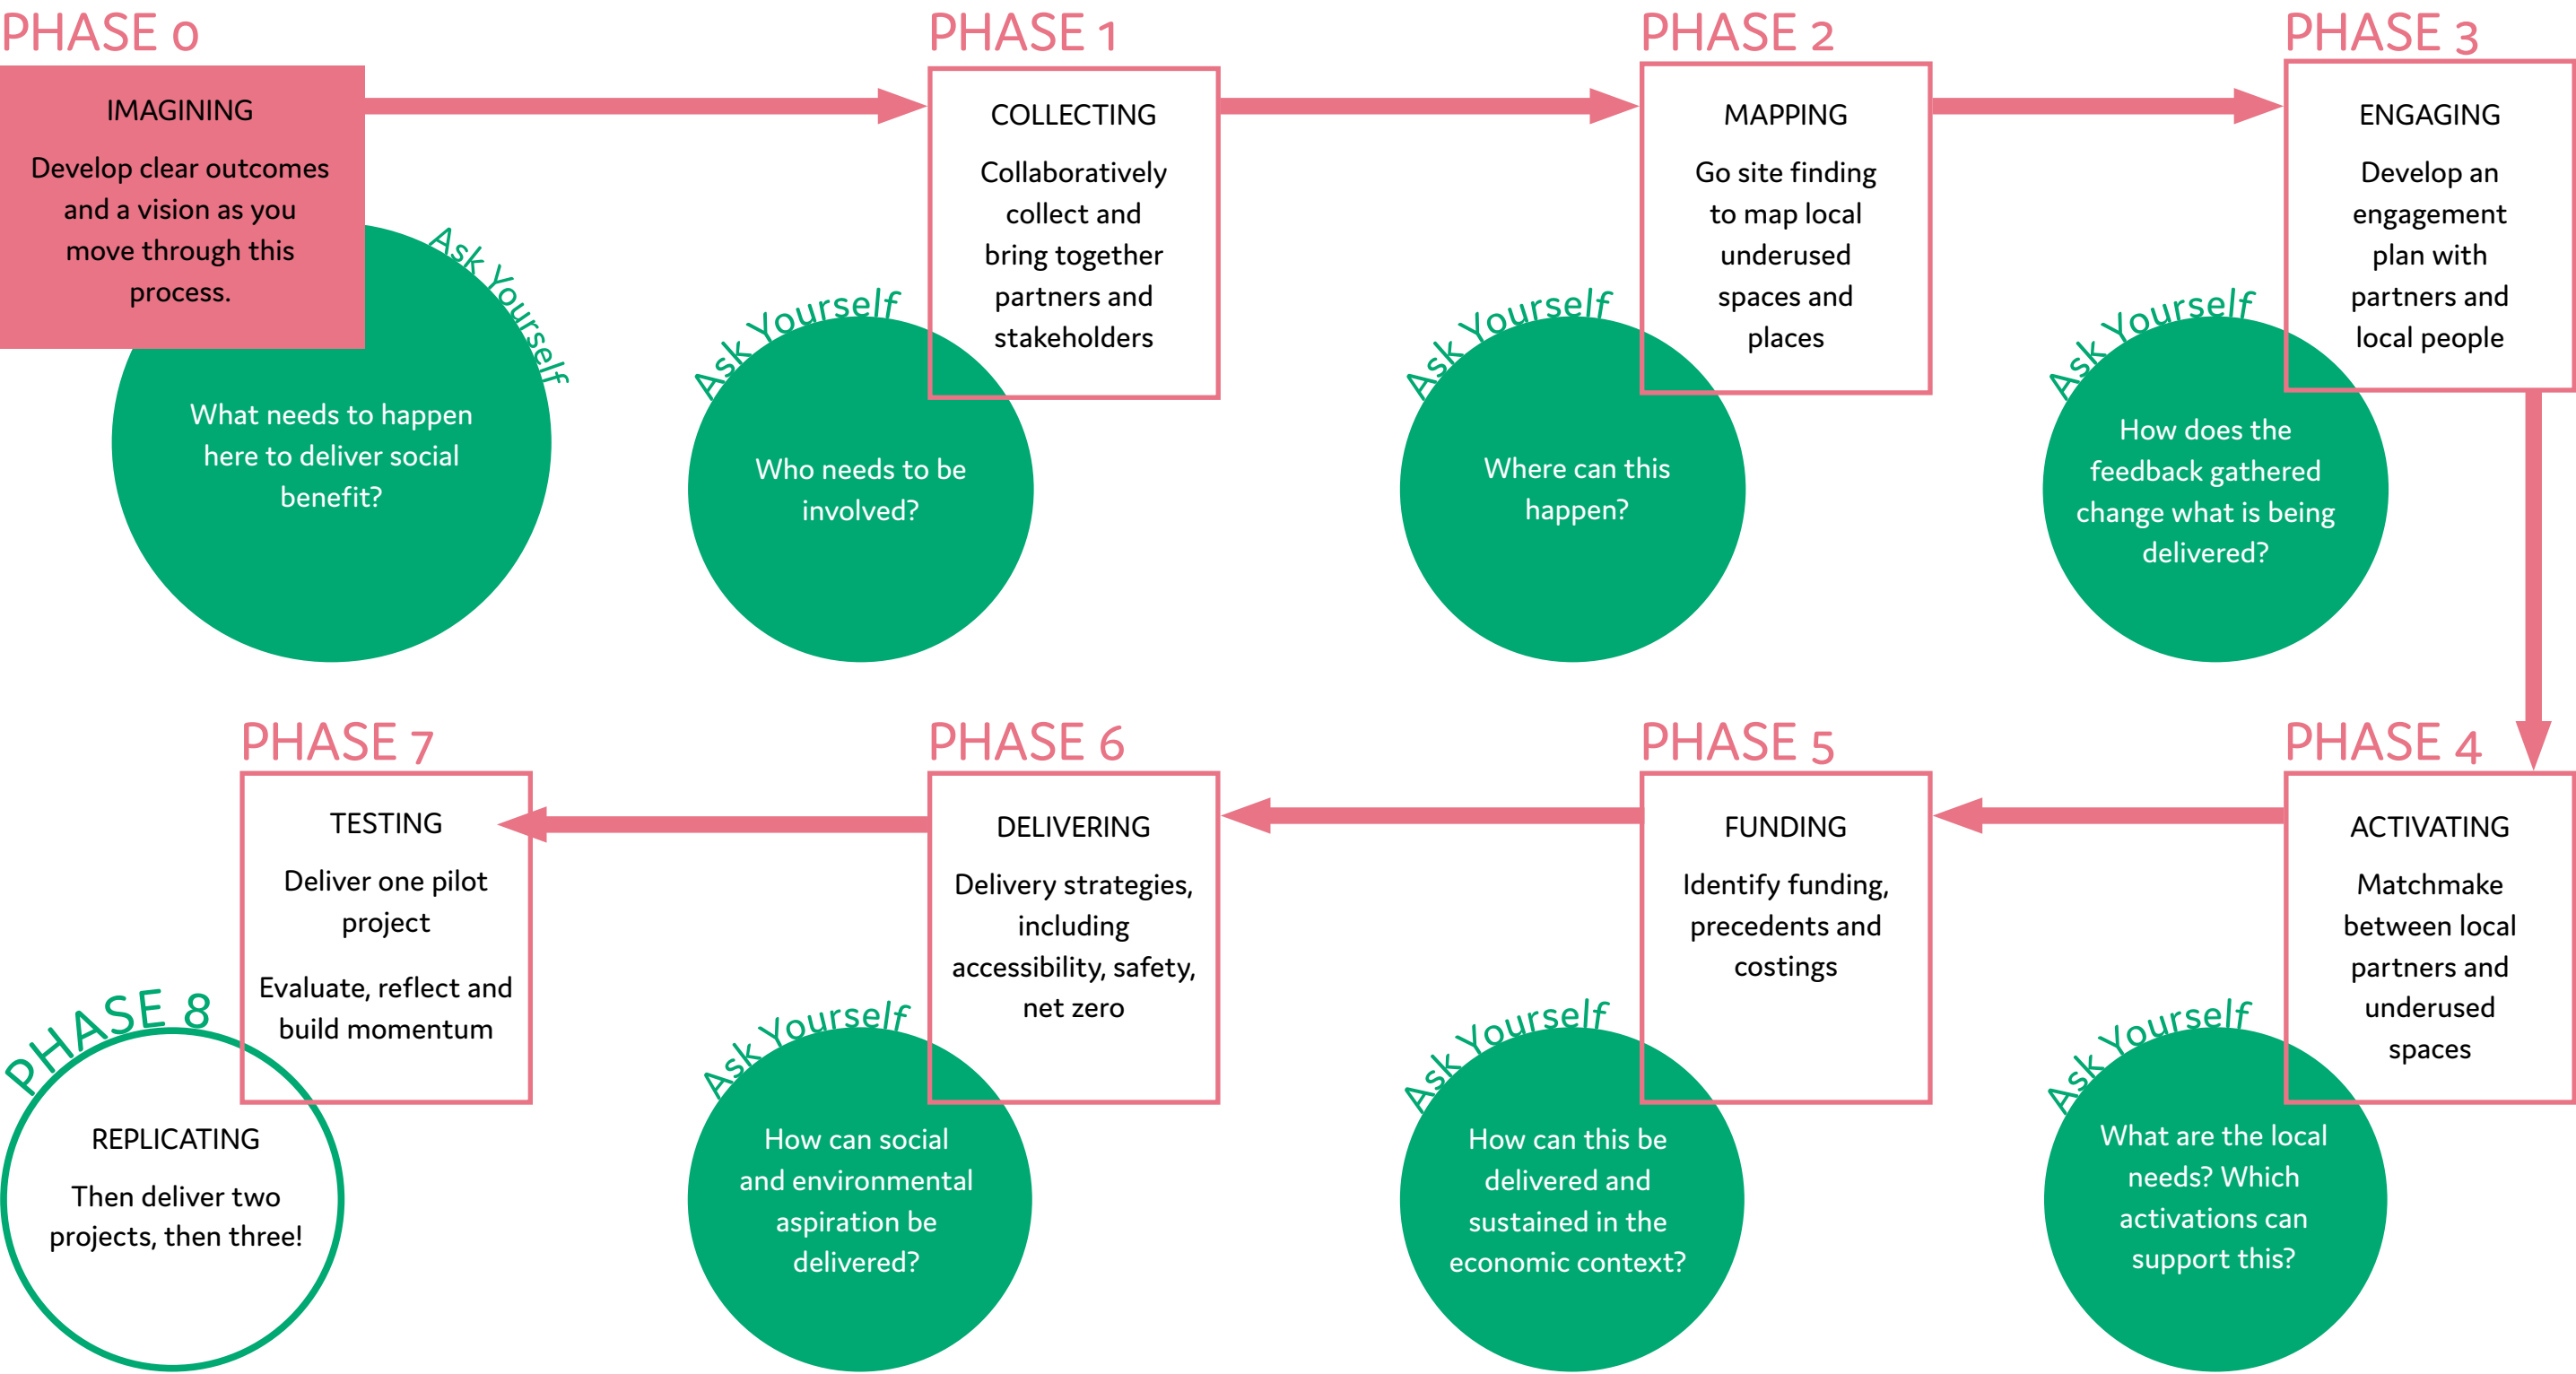 PHASE 0
IMAGINING
Develop clear outcomes
and a vision as you
move through this
process.
Ask Yourself
What needs to happen
here to deliver social
benefit?
PHASE 1
COLLECTING
Collaboratively
collect and
bring together
partners and
stakeholders
Ask Yourself
Who needs to be
involved?
PHASE 2
MAPPING
Go site finding
to map local
underused
spaces and
places
Ask Yourself
Where can this
happen?
PHASE 3
ENGAGING
Develop an
engagement
plan with
partners and
local people
Ask Yourself
How does the
feedback gathered
change what is being
delivered?
PHASE 4
ACTIVATING
Matchmake
between local
partners and
underused
spaces
Ask Yourself
What are the local
needs? Which
activations can
support this?
PHASE 5
FUNDING
Identify funding,
precedents and
costings
Ask Yourself
How can this be
delivered and
sustained in the
economic context?
PHASE 6
DELIVERING
Delivery strategies,
including
accessibility, safety,
net zero
Ask Yourself
How can social
and environmental
aspiration be
delivered?
PHASE 7
TESTING
Deliver one pilot
project
Evaluate, reflect and
build momentum
PHASE 8
REPLICATING
Then deliver two
projects, then three!